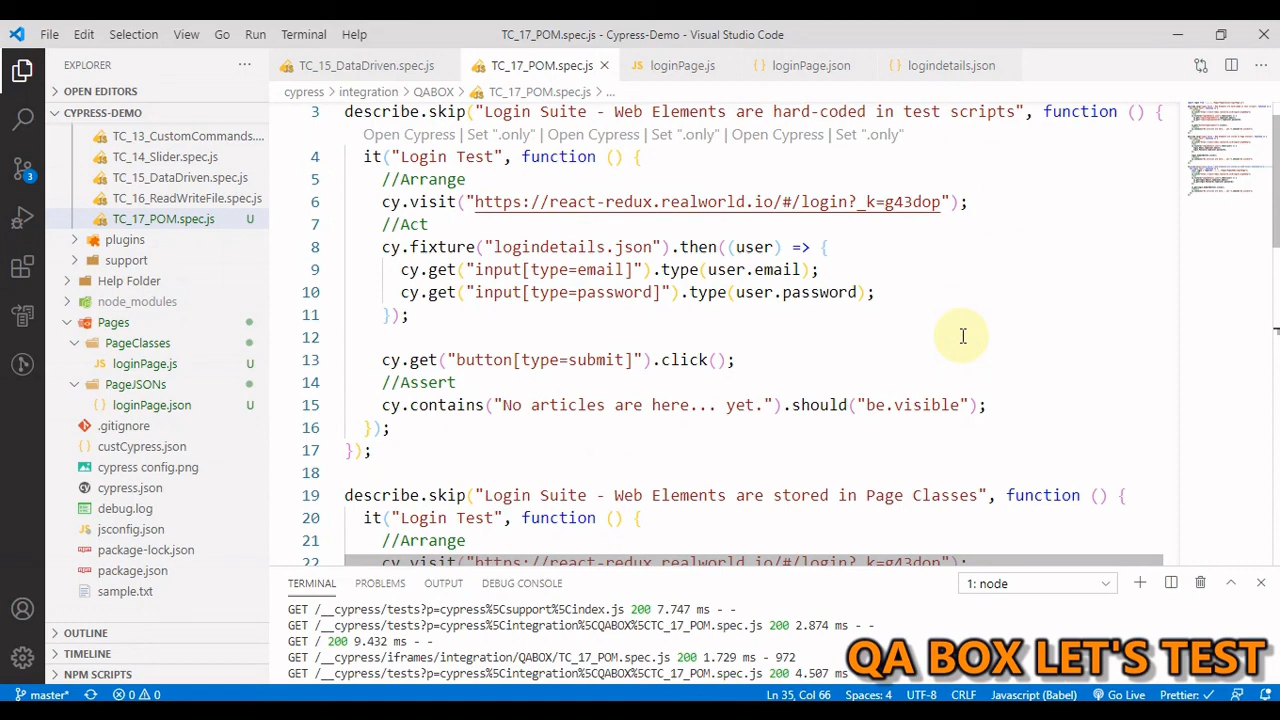 File Edit Selection View Go Run Terminal Help TC_17_POM.spec.js - Cypress-Demo - Visual Studio Code
EXPLORER
TC_15_DataDriven.spec.js TC_17_POM.spec.js loginPage.js loginPage.json logindetails.json
OPEN EDITORS
cypress › integration › QABOX › TC_17_POM.spec.js › ...
CYPRESS-DEMO
TC_13_CustomCommands....
TC_14_Slider.spec.js
TC_15_DataDriven.spec.js
TC_16_ReadWriteFile.spec.js
TC_17_POM.spec.js U
plugins
support
Help Folder
node_modules
Pages
PageClasses
loginPage.js U
PageJSONs
loginPage.json U
.gitignore
custCypress.json
cypress config.png
cypress.json
debug.log
jsconfig.json
package-lock.json
package.json
sample.txt
OUTLINE
TIMELINE
NPM SCRIPTS
3 describe.skip("Login Suite - Web Elements are hard coded in test scripts", function () {
Open Cypress | Set ".only" | Open Cypress | Set ".only" | Open Cypress | Set ".only"
4 it("Login Test", function () {
5 //Arrange
6 cy.visit("https://react-redux.realworld.io/#/login?_k=g43dop");
7 //Act
8 cy.fixture("logindetails.json").then((user) => {
9 cy.get("input[type=email]").type(user.email);
10 cy.get("input[type=password]").type(user.password);
11 });
12
13 cy.get("button[type=submit]").click();
14 //Assert
15 cy.contains("No articles are here... yet.").should("be.visible");
16 });
17 });
18
19 describe.skip("Login Suite - Web Elements are stored in Page Classes", function () {
20 it("Login Test", function () {
21 //Arrange
22 cy.visit("https://react-redux.realworld.io/#/login?_k=g43dop");
TERMINAL PROBLEMS OUTPUT DEBUG CONSOLE 1: node
GET /__cypress/tests?p=cypress%5Csupport%5Cindex.js 200 7.747 ms - -
GET /__cypress/tests?p=cypress%5Cintegration%5CQABOX%5CTC_17_POM.spec.js 200 2.874 ms - -
GET / 200 9.432 ms - -
GET /__cypress/iframes/integration/QABOX/TC_17_POM.spec.js 200 1.729 ms - 972
GET /__cypress/tests?p=cypress%5Cintegration%5CQABOX%5CTC_17_POM.spec.js 200 4.507
QA BOX LET'S TEST
3
master* 0 0 Ln 35, Col 66 Spaces: 4 UTF-8 CRLF Javascript (Babel) Go Live Prettier: ✓